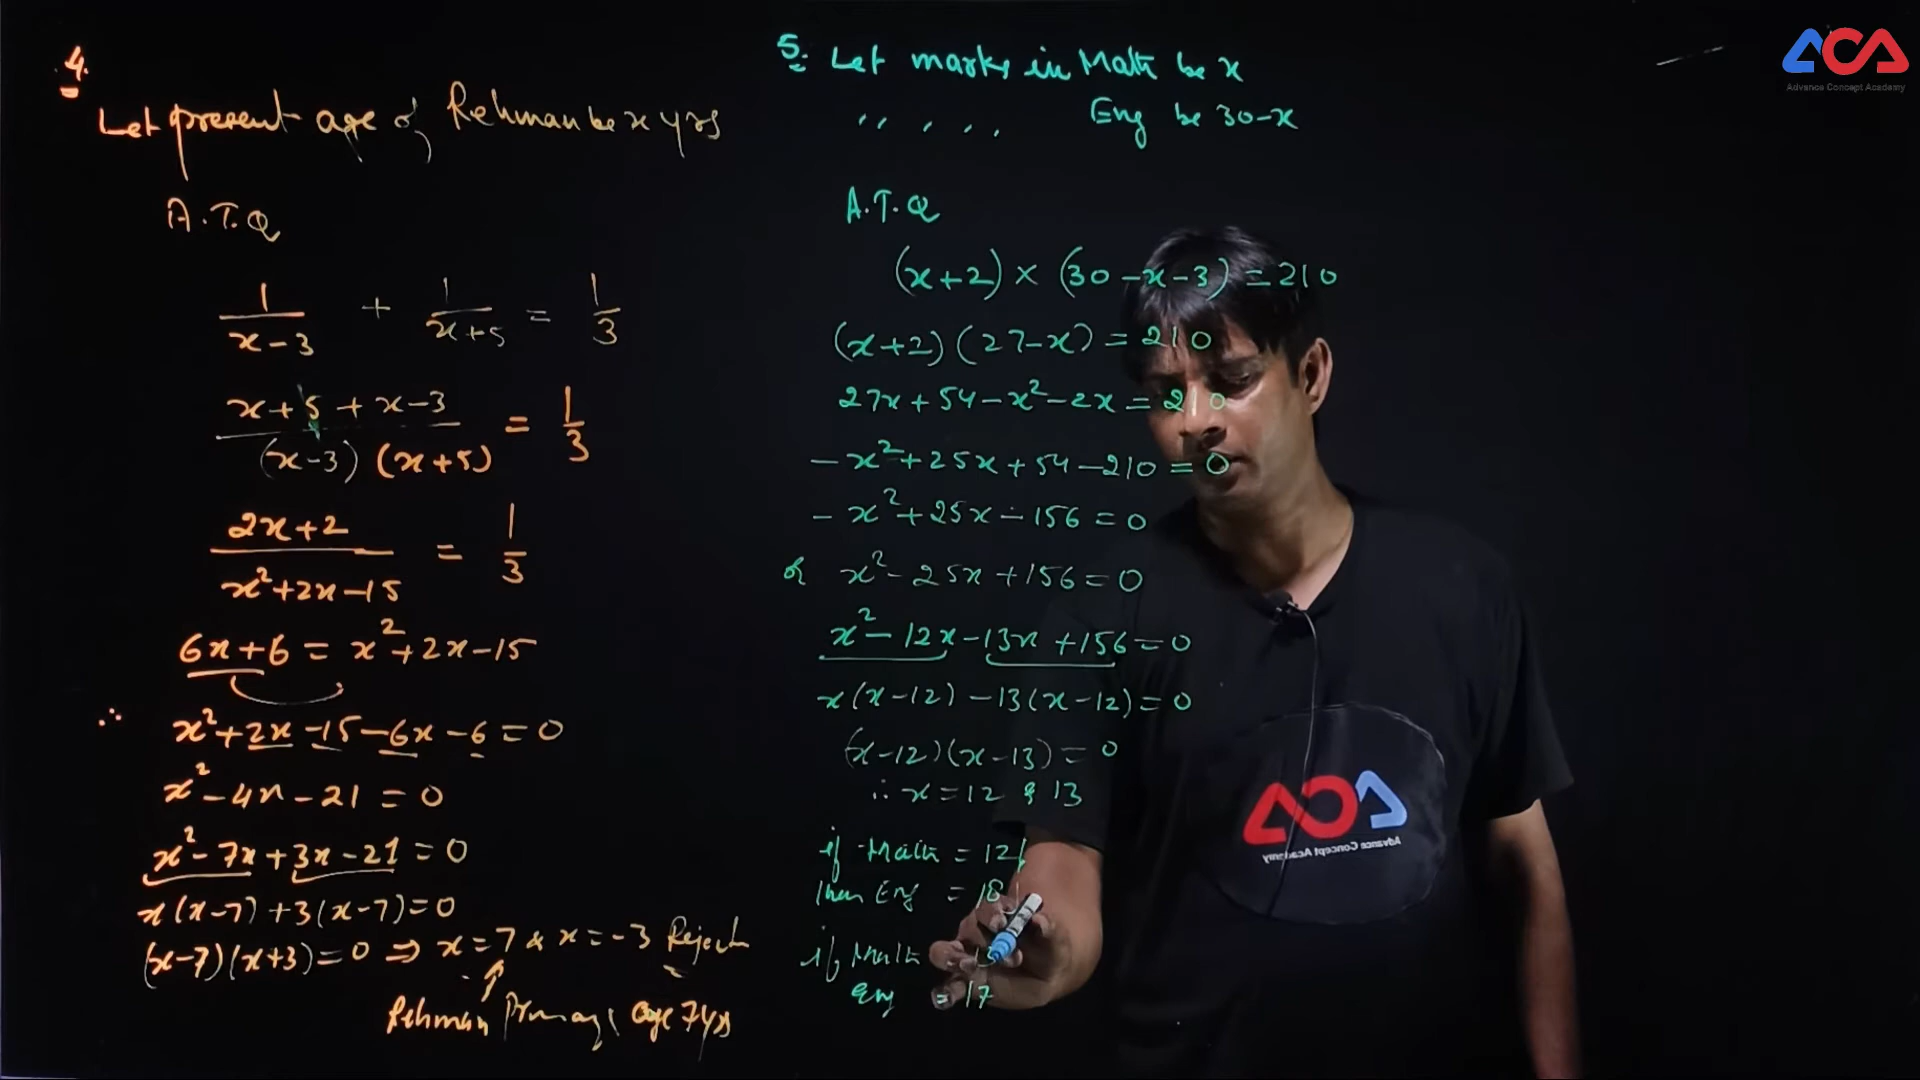 4.
Let present age of Rehman be x yrs
A.T.Q
1/(x-3) + 1/(x+5) = 1/3
(x+5+x-3)/((x-3)(x+5)) = 1/3
(2x+2)/(x²+2x-15) = 1/3
6x+6 = x²+2x-15
∴ x²+2x-15-6x-6=0
x²-4x-21=0
x²-7x+3x-21=0
x(x-7)+3(x-7)=0
(x-7)(x+3)=0 ⇒ x=7 & x=-3 Reject
Rehman age 7yrs
5. Let marks in Math be x
,, , , , Eng be 30-x
A.T.Q
(x+2)×(30-x-3)=210
(x+2)(27-x)=210
27x+54-x²-2x=210
-x²+25x+54-210=0
-x²+25x-156=0
or x²-25x+156=0
x²-12x-13x+156=0
x(x-12)-13(x-12)=0
(x-12)(x-13)=0
∴ x=12 & 13
if Math = 12
then Eng = 18
if Math = 13
Eng = 17
ACA
Advance Concept Academy
ACA
Advance Concept Academy